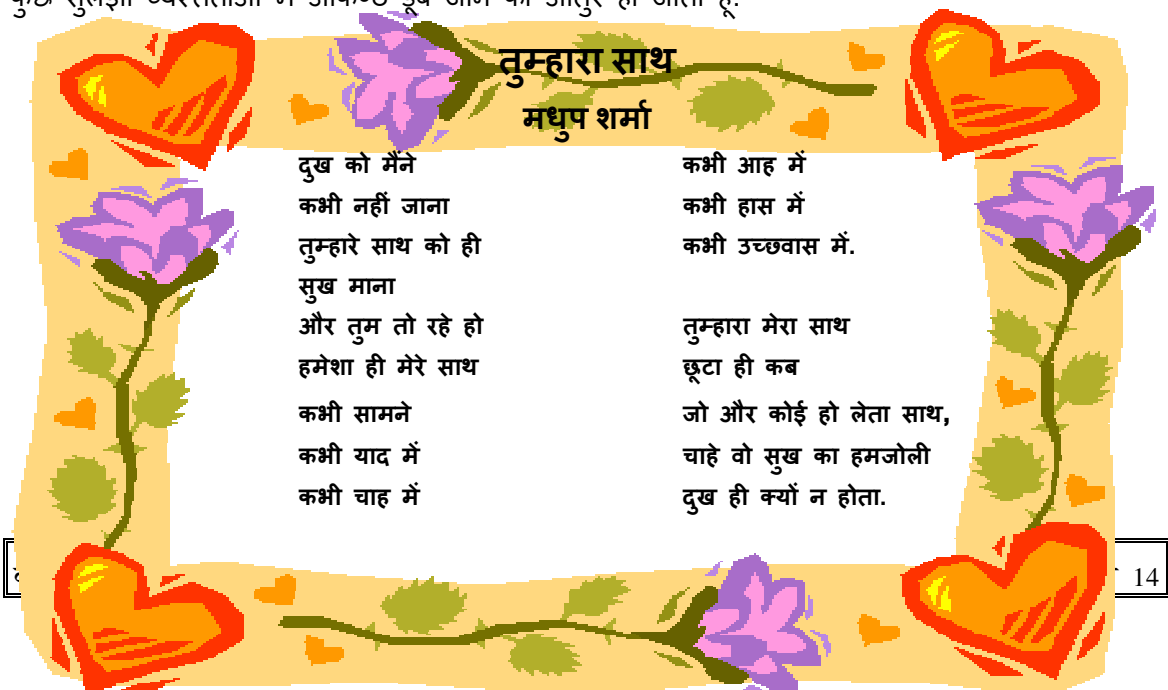 तुम्हारा साथ
मधुप शर्मा
दुख को मैंने
कभी नहीं जाना
तुम्हारे साथ को ही
सुख माना
और तुम तो रहे हो
हमेशा ही मेरे साथ
कभी सामने
कभी याद में
कभी चाह में
कभी आह में
कभी हास में
कभी उच्छवास में.
तुम्हारा मेरा साथ
छूटा ही कब
जो और कोई हो लेता साथ,
चाहे वो सुख का हमजोली
दुख ही क्यों न होता.
14